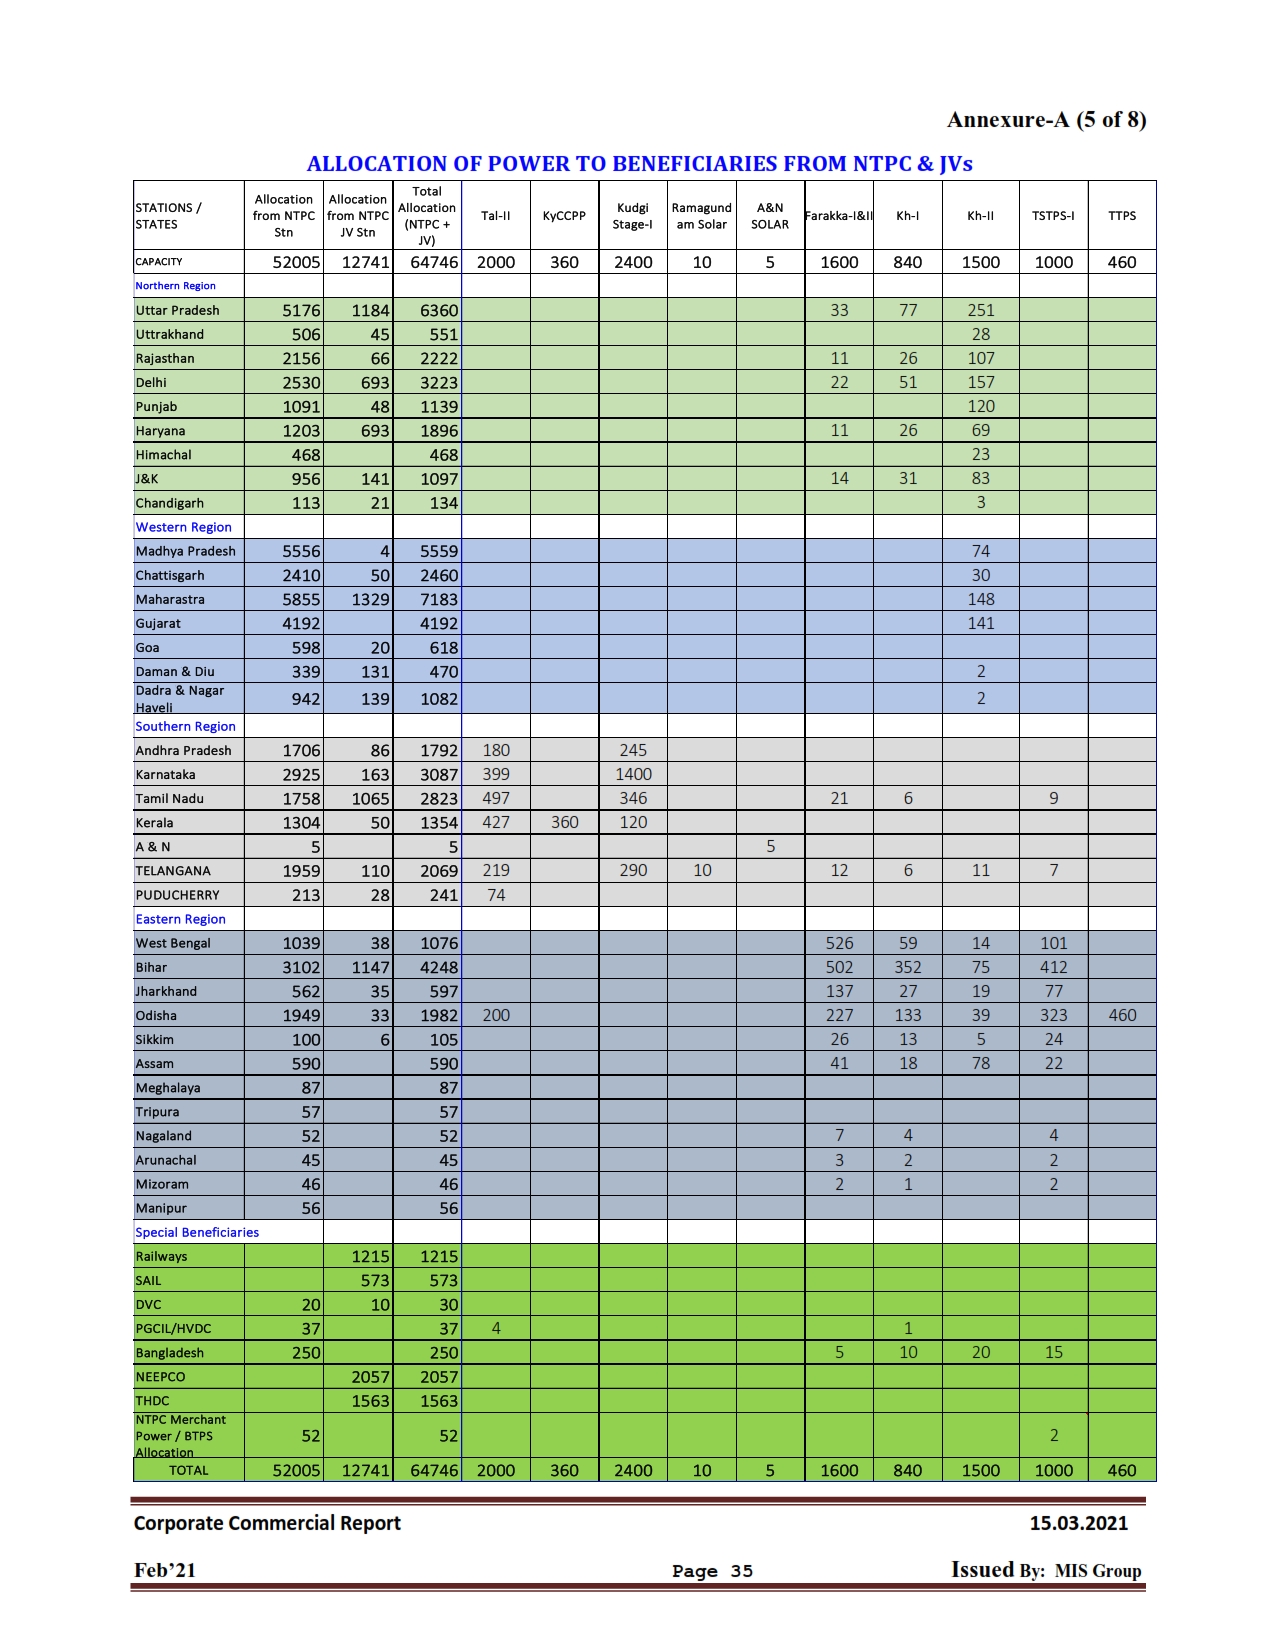 Annexure-A (5 of 8)
ALLOCATION OF POWER TO BENEFICIARIES FROM NTPC & JVs
STATIONS / STATES Allocation from NTPC Stn Allocation from NTPC JV Stn Total Allocation (NTPC + JV) Tal-II KyCCPP Kudgi Stage-I Ramagundam Solar A&N SOLAR Farakka-I&II Kh-I Kh-II TSTPS-I TTPS
CAPACITY 52005 12741 64746 2000 360 2400 10 5 1600 840 1500 1000 460
Northern Region
Uttar Pradesh 5176 1184 6360 33 77 251
Uttrakhand 506 45 551 28
Rajasthan 2156 66 2222 11 26 107
Delhi 2530 693 3223 22 51 157
Punjab 1091 48 1139 120
Haryana 1203 693 1896 11 26 69
Himachal 468 468 23
J&K 956 141 1097 14 31 83
Chandigarh 113 21 134 3
Western Region
Madhya Pradesh 5556 4 5559 74
Chattisgarh 2410 50 2460 30
Maharastra 5855 1329 7183 148
Gujarat 4192 4192 141
Goa 598 20 618
Daman & Diu 339 131 470 2
Dadra & Nagar Haveli 942 139 1082 2
Southern Region
Andhra Pradesh 1706 86 1792 180 245
Karnataka 2925 163 3087 399 1400
Tamil Nadu 1758 1065 2823 497 346 21 6 9
Kerala 1304 50 1354 427 360 120
A & N 5 5 5
TELANGANA 1959 110 2069 219 290 10 12 6 11 7
PUDUCHERRY 213 28 241 74
Eastern Region
West Bengal 1039 38 1076 526 59 14 101
Bihar 3102 1147 4248 502 352 75 412
Jharkhand 562 35 597 137 27 19 77
Odisha 1949 33 1982 200 227 133 39 323 460
Sikkim 100 6 105 26 13 5 24
Assam 590 590 41 18 78 22
Meghalaya 87 87
Tripura 57 57
Nagaland 52 52 7 4 4
Arunachal 45 45 3 2 2
Mizoram 46 46 2 1 2
Manipur 56 56
Special Beneficiaries
Railways 1215 1215
SAIL 573 573
DVC 20 10 30
PGCIL/HVDC 37 37 4 1
Bangladesh 250 250 5 10 20 15
NEEPCO 2057 2057
THDC 1563 1563
NTPC Merchant Power / BTPS Allocation 52 52 2
TOTAL 52005 12741 64746 2000 360 2400 10 5 1600 840 1500 1000 460
Corporate Commercial Report 15.03.2021
Feb’21 Page 35 Issued By: MIS Group